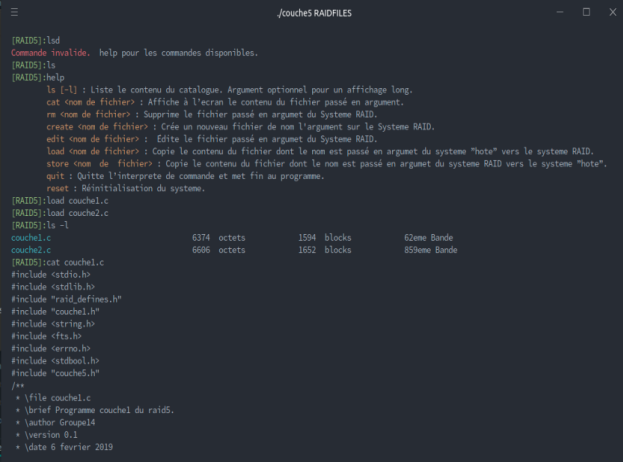 ./couche5 RAIDFILES
[RAID5]:lsd
Commande invalide. help pour les commandes disponibles.
[RAID5]:ls
[RAID5]:help
ls [-l] : Liste le contenu du catalogue. Argument optionnel pour un affichage long.
cat <nom de fichier> : Affiche à l'ecran le contenu du fichier passé en argument.
rm <nom de fichier> : Supprime le fichier passé en argumet du Systeme RAID.
create <nom de fichier> : Crée un nouveau fichier de nom l'argument sur le Systeme RAID.
edit <nom de fichier> : Édite le fichier passé en argumet du Systeme RAID.
load <nom de fichier> : Copie le contenu du fichier dont le nom est passé en argumet du systeme "hote" vers le systeme RAID.
store <nom de fichier> : Copie le contenu du fichier dont le nom est passé en argumet du systeme RAID vers le systeme "hote".
quit : Quitte l'interprete de commande et met fin au programme.
reset : Réinitialisation du systeme.
[RAID5]:load couche1.c
[RAID5]:load couche2.c
[RAID5]:ls -l
couche1.c 6374 octets 1594 blocks 62eme Bande
couche2.c 6606 octets 1652 blocks 859eme Bande
[RAID5]:cat couche1.c
#include <stdio.h>
#include <stdlib.h>
#include "raid_defines.h"
#include "couche1.h"
#include <string.h>
#include <fts.h>
#include <errno.h>
#include <stdbool.h>
#include "couche5.h"
/**
* \file couche1.c
* \brief Programme couche1 du raid5.
* \author Groupe14
* \version 0.1
* \date 6 fevrier 2019